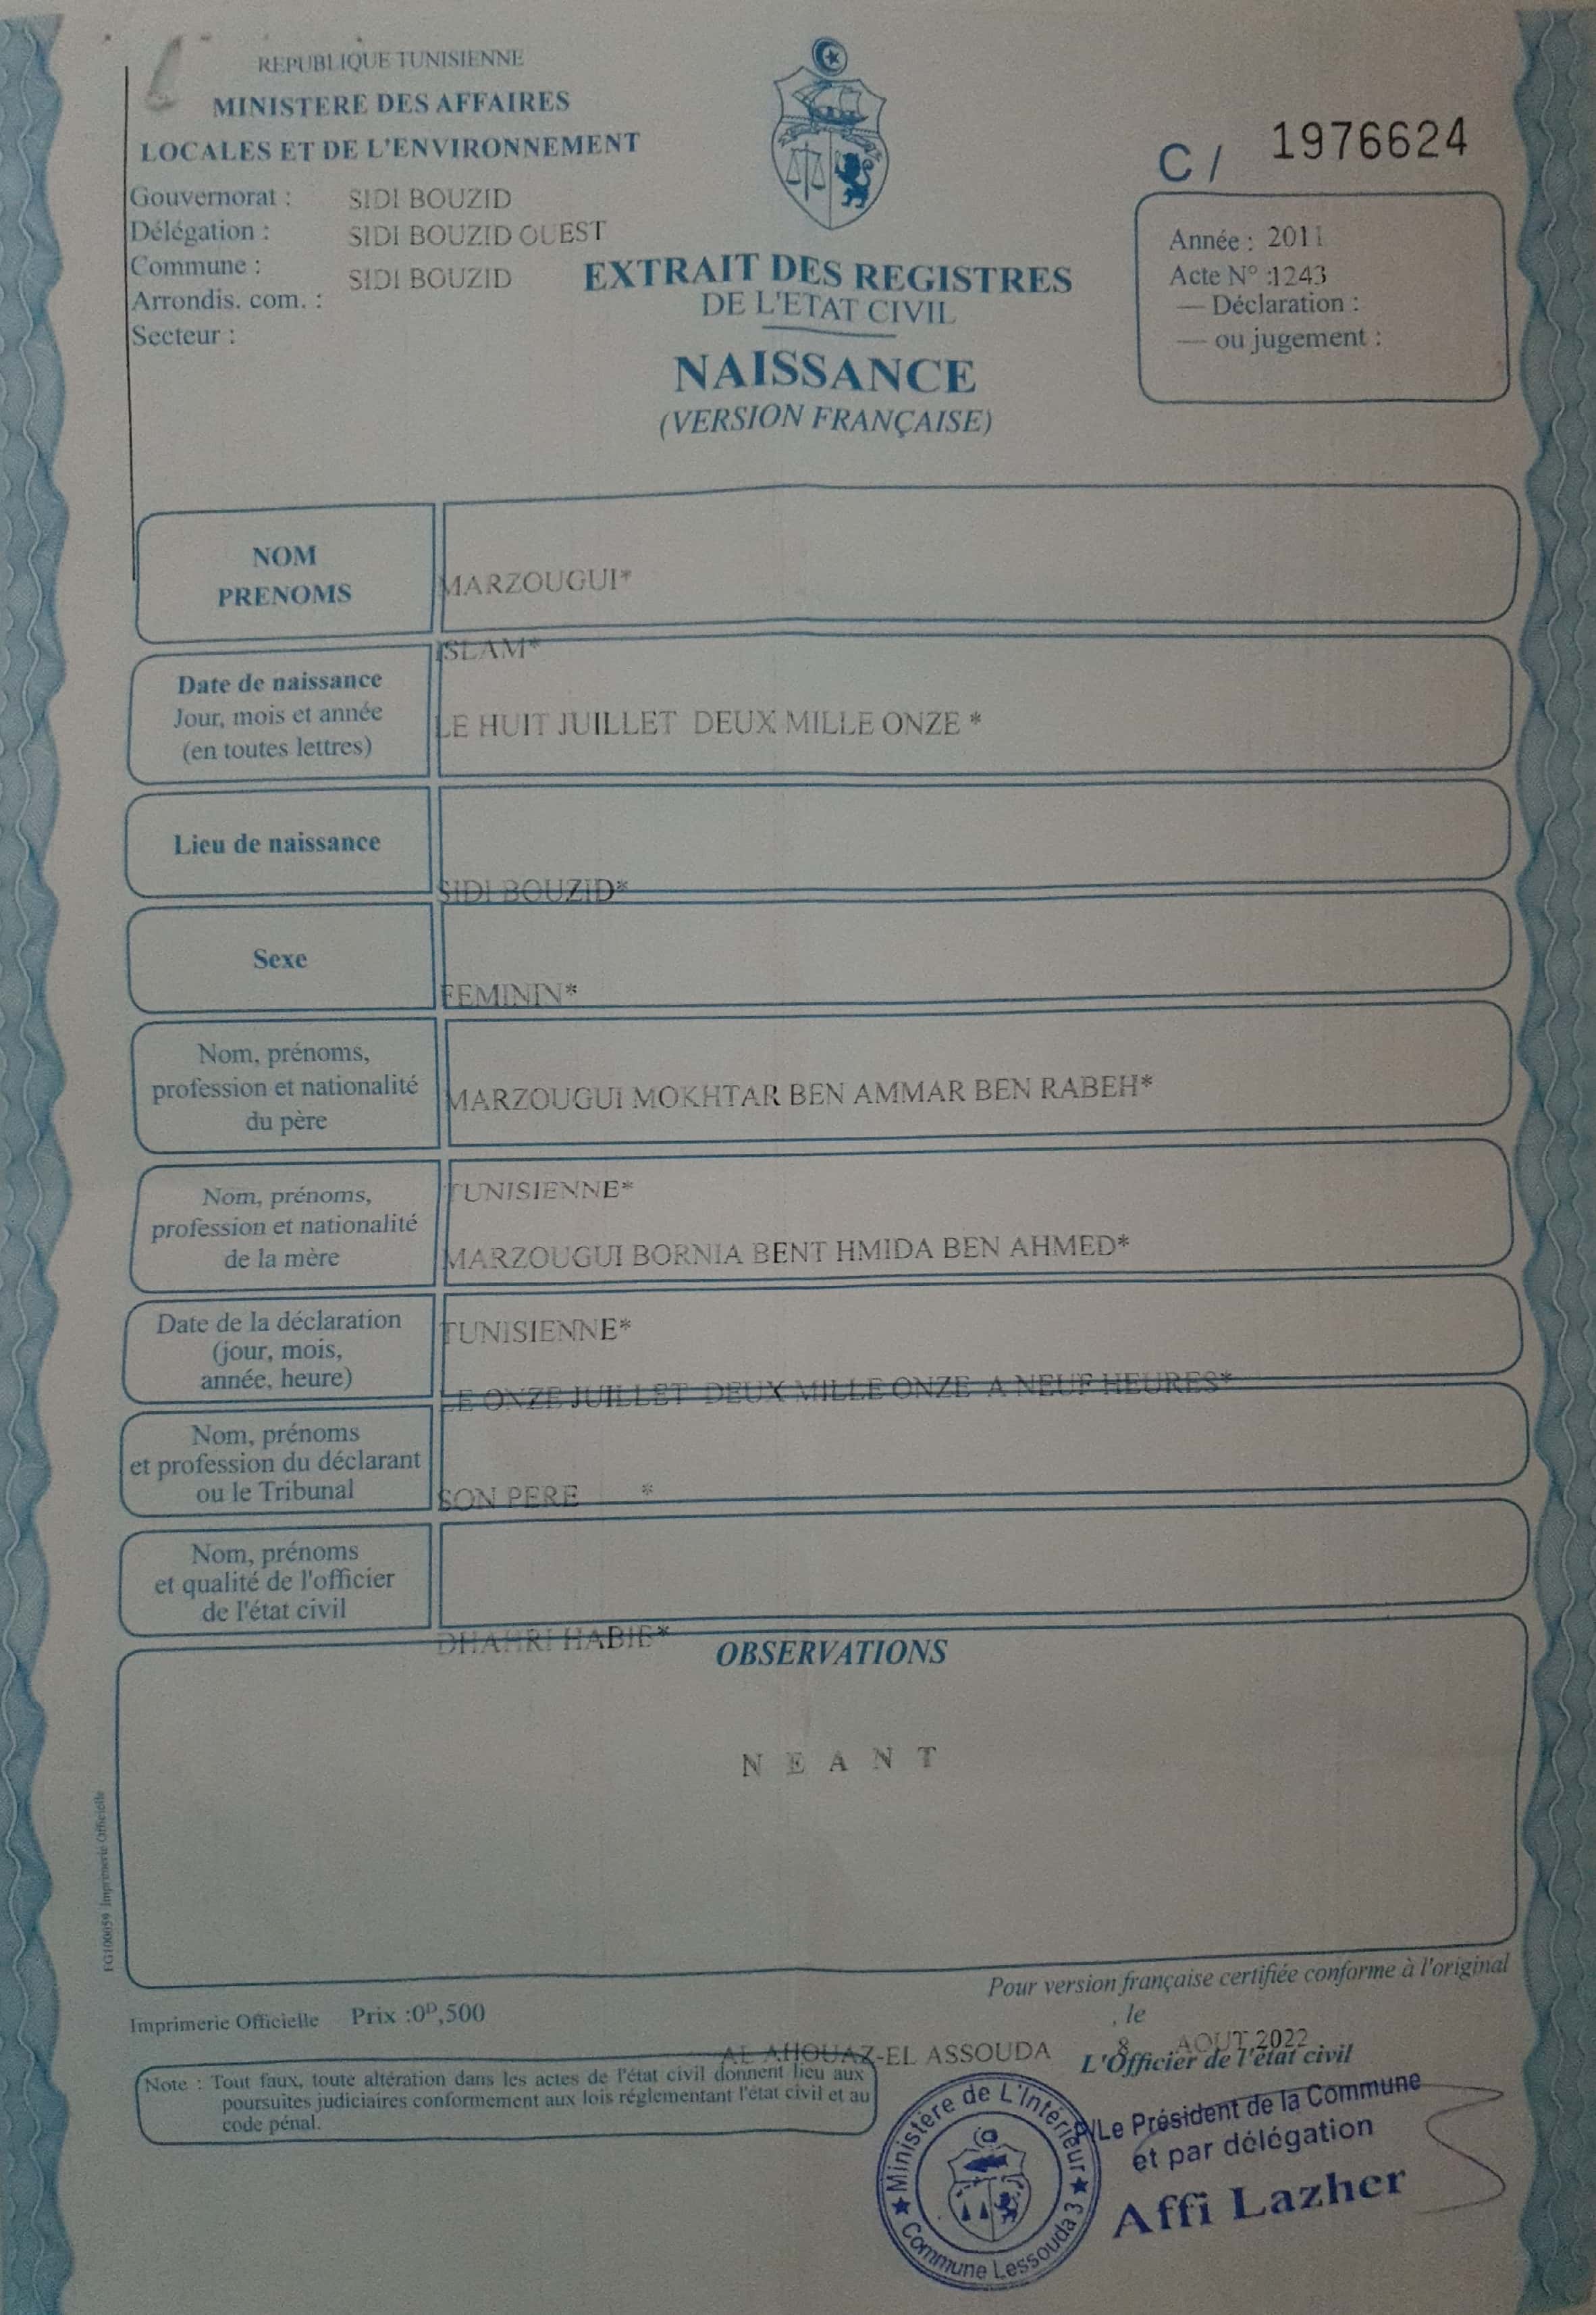 REPUBLIQUE TUNISIENNE
MINISTERE DES AFFAIRES
LOCALES ET DE L'ENVIRONNEMENT
Gouvernorat : SIDI BOUZID
Délégation : SIDI BOUZID OUEST
Commune : SIDI BOUZID
Arrondis. com. :
Secteur :
EXTRAIT DES REGISTRES
DE L'ETAT CIVIL
NAISSANCE
(VERSION FRANÇAISE)
C / 1976624
Année : 2011
Acte N° :1243
— Déclaration :
— ou jugement :
NOM
PRENOMS
MARZOUGUI*
ISLAM*
Date de naissance
Jour, mois et année
(en toutes lettres)
LE HUIT JUILLET DEUX MILLE ONZE *
Lieu de naissance
SIDI BOUZID*
Sexe
FEMININ*
Nom, prénoms,
profession et nationalité
du père
MARZOUGUI MOKHTAR BEN AMMAR BEN RABEH*
TUNISIENNE*
Nom, prénoms,
profession et nationalité
de la mère
MARZOUGUI BORNIA BENT HMIDA BEN AHMED*
TUNISIENNE*
Date de la déclaration
(jour, mois,
année, heure)
LE ONZE JUILLET DEUX MILLE ONZE A NEUF HEURES*
Nom, prénoms
et profession du déclarant
ou le Tribunal
SON PERE *
Nom, prénoms
et qualité de l'officier
de l'état civil
DHAHRI HABIB*
OBSERVATIONS
N E A N T
FG100059 Imprimerie Officielle
Pour version française certifiée conforme à l'original
Imprimerie Officielle Prix :0D,500
, le
AL AHOUAZ-EL ASSOUDA 8 AOUT 2022
L'Officier de l'état civil
Note : Tout faux, toute altération dans les actes de l'état civil donnent lieu aux
poursuites judiciaires conformement aux lois réglementant l'état civil et au
code pénal.
Ministère de L'Intérieur
Commune Lessouda 3
P/Le Président de la Commune
et par délégation
Affi Lazher